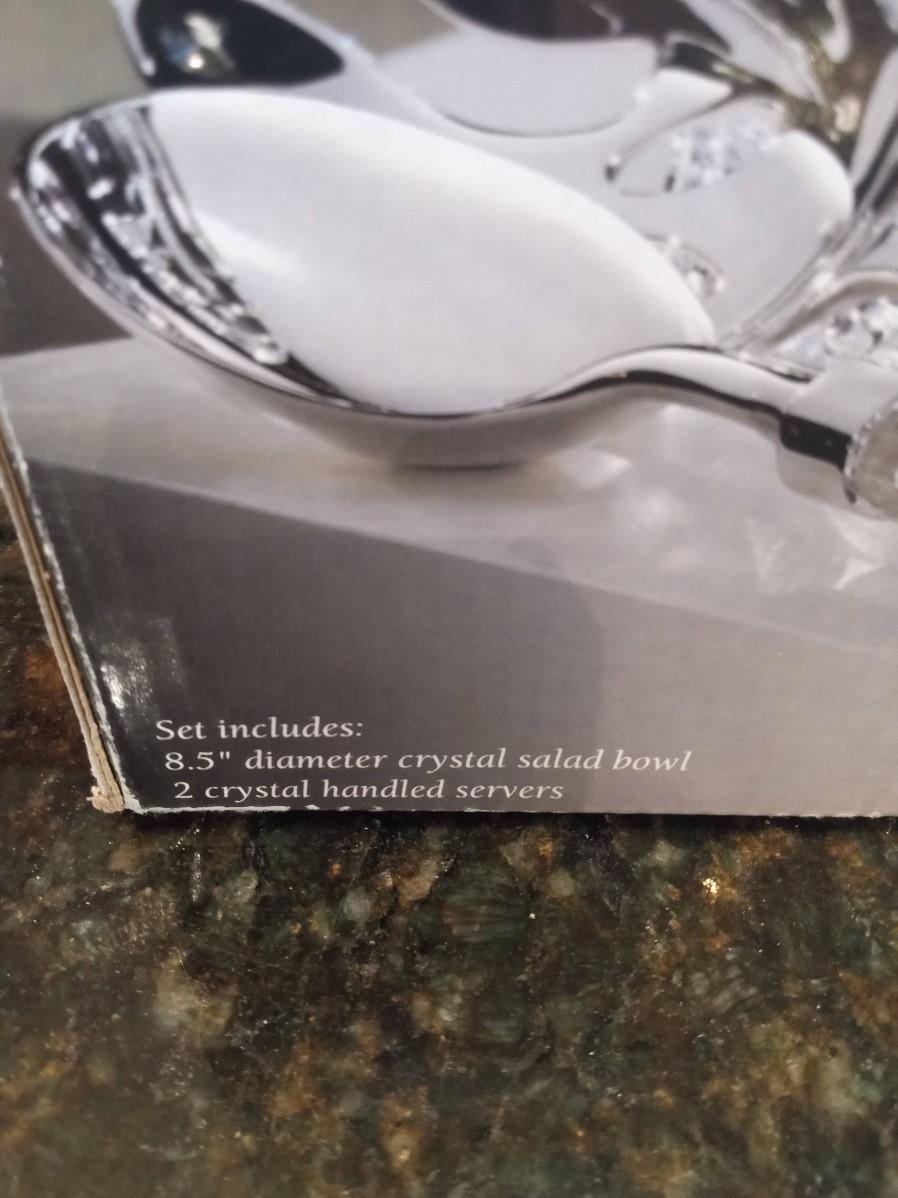 Set includes:
8.5" diameter crystal salad bowl
2 crystal handled servers